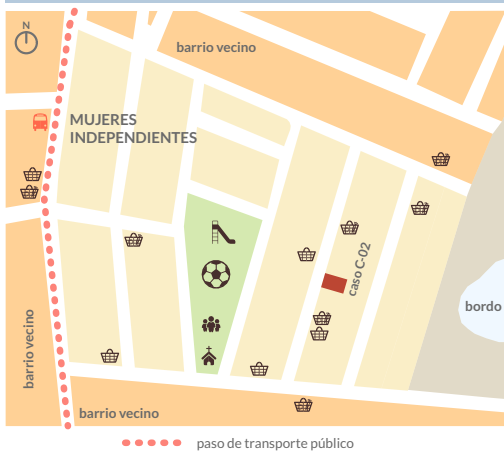 N
barrio vecino
MUJERES
INDEPENDIENTES
caso C-02
bordo
barrio vecino
barrio vecino
paso de transporte público